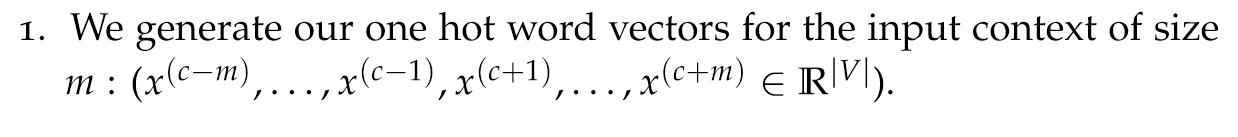 1. We generate our one hot word vectors for the input context of size
m : (x^{(c−m)}, . . . , x^{(c−1)}, x^{(c+1)}, . . . , x^{(c+m)} ∈ ℝ^{|V|}).